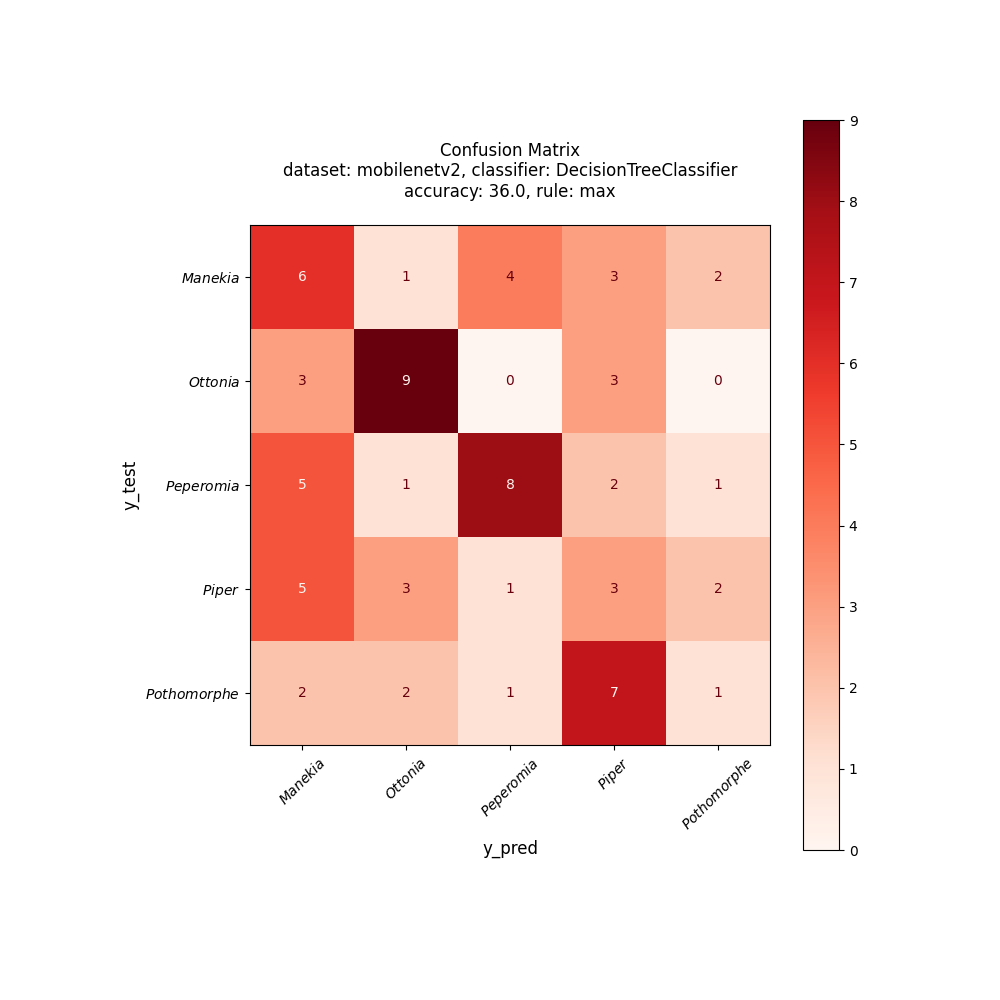 Confusion Matrix
dataset: mobilenetv2, classifier: DecisionTreeClassifier
accuracy: 36.0, rule: max
y_test
Manekia 6 1 4 3 2
Ottonia 3 9 0 3 0
Peperomia 5 1 8 2 1
Piper 5 3 1 3 2
Pothomorphe 2 2 1 7 1
Manekia Ottonia Peperomia Piper Pothomorphe
y_pred
9
8
7
6
5
4
3
2
1
0